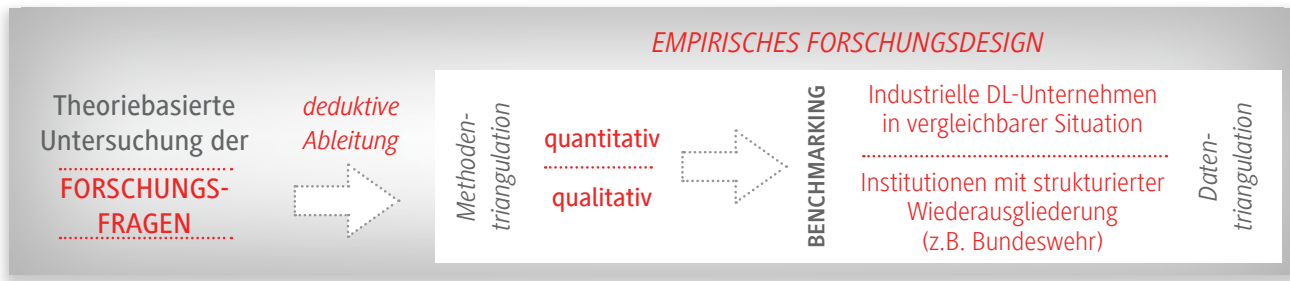 EMPIRISCHES FORSCHUNGSDESIGN
Theoriebasierte
Untersuchung der
FORSCHUNGS-
FRAGEN
deduktive
Ableitung
Methoden-
triangulation
quantitativ
qualitativ
BENCHMARKING
Industrielle DL-Unternehmen
in vergleichbarer Situation
Institutionen mit strukturierter
Wiederausgliederung
(z.B. Bundeswehr)
Daten-
triangulation